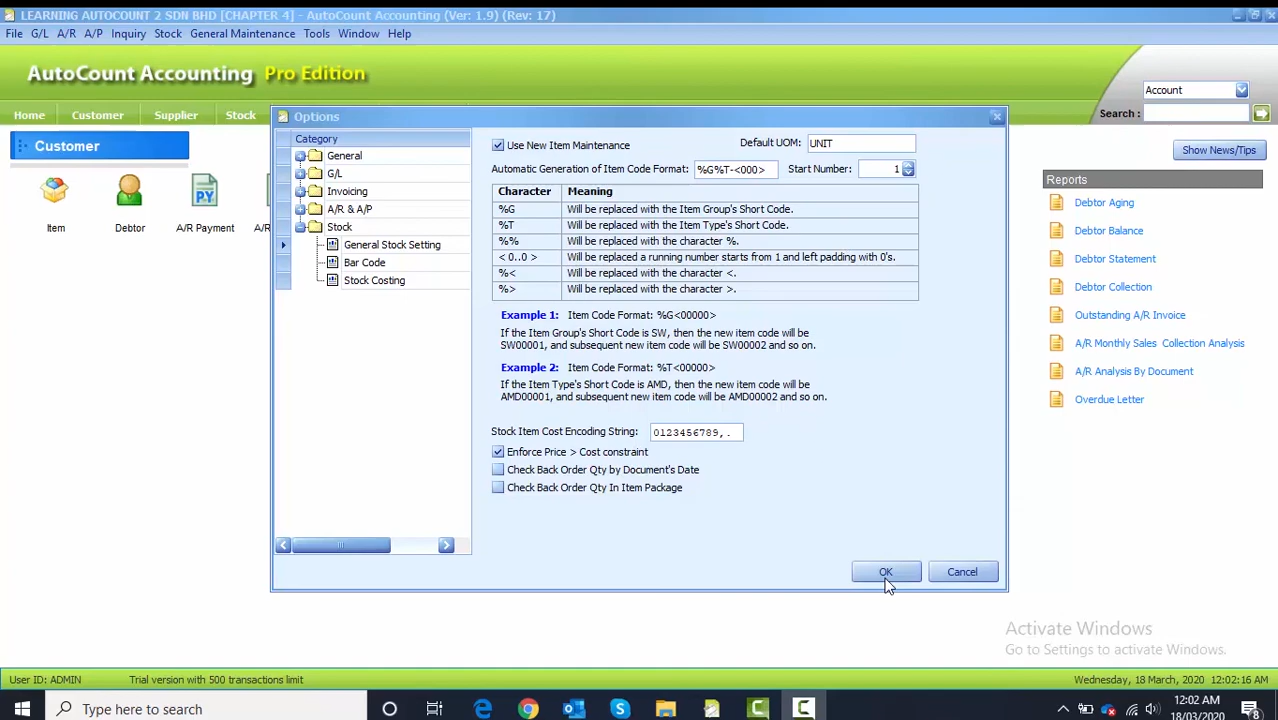 LEARNING AUTOCOUNT 2 SDN BHD [CHAPTER 4] - AutoCount Accounting (Ver: 1.9) (Rev: 17)
File G/L A/R A/P Inquiry Stock General Maintenance Tools Window Help
AutoCount Accounting Pro Edition
Account
Home Customer Supplier Stock
Search :
Customer
Show News/Tips
Item Debtor A/R Payment A/R
Options
Category
General
G/L
Invoicing
A/R & A/P
Stock
General Stock Setting
Bar Code
Stock Costing
Use New Item Maintenance Default UOM: UNIT
Automatic Generation of Item Code Format: %G%T-<000> Start Number: 1
Character Meaning
%G Will be replaced with the Item Group's Short Code.
%T Will be replaced with the Item Type's Short Code.
%% Will be replaced with the character %.
< 0..0 > Will be replaced a running number starts from 1 and left padding with 0's.
%< Will be replaced with the character <.
%> Will be replaced with the character >.
Example 1: Item Code Format: %G<00000>
If the Item Group's Short Code is SW, then the new item code will be
SW00001, and subsequent new item code will be SW00002 and so on.
Example 2: Item Code Format: %T<00000>
If the Item Type's Short Code is AMD, then the new item code will be
AMD00001, and subsequent new item code will be AMD00002 and so on.
Stock Item Cost Encoding String: 0123456789,.
Enforce Price > Cost constraint
Check Back Order Qty by Document's Date
Check Back Order Qty In Item Package
OK Cancel
Reports
Debtor Aging
Debtor Balance
Debtor Statement
Debtor Collection
Outstanding A/R Invoice
A/R Monthly Sales Collection Analysis
A/R Analysis By Document
Overdue Letter
Activate Windows
Go to Settings to activate Windows.
User ID: ADMIN Trial version with 500 transactions limit Wednesday, 18 March, 2020 12:02:16 AM
Type here to search
12:02 AM
18/03/2020
8